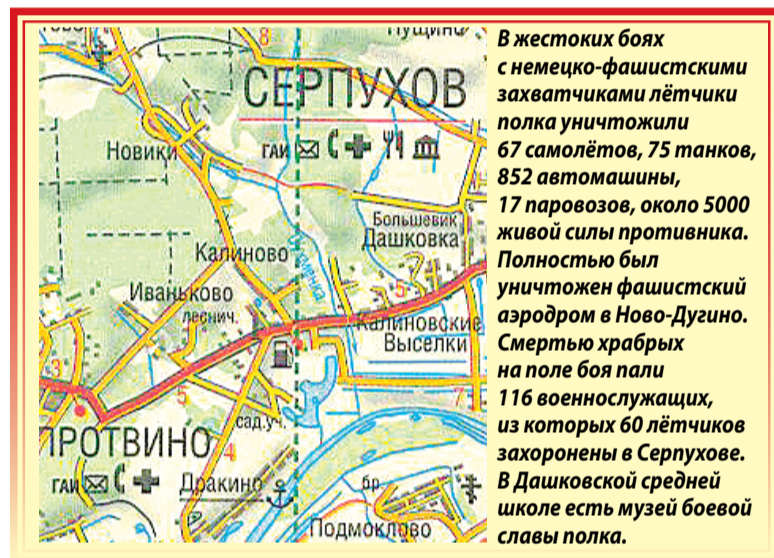 Пущино
8
СЕРПУХОВ
Новики
ГАИ
Большевик
Дашковка
Калиново
Иваньково
леснич.
5
Калиновские
Выселки
3
5
7
сад.уч.
ПРОТВИНО
4
ГАИ
Дракино
бр
Подмоклово
В жестоких боях
с немецко-фашистскими
захватчиками лётчики
полка уничтожили
67 самолётов, 75 танков,
852 автомашины,
17 паровозов, около 5000
живой силы противника.
Полностью был
уничтожен фашистский
аэродром в Ново-Дугино.
Смертью храбрых
на поле боя пали
116 военнослужащих,
из которых 60 лётчиков
захоронены в Серпухове.
В Дашковской средней
школе есть музей боевой
славы полка.